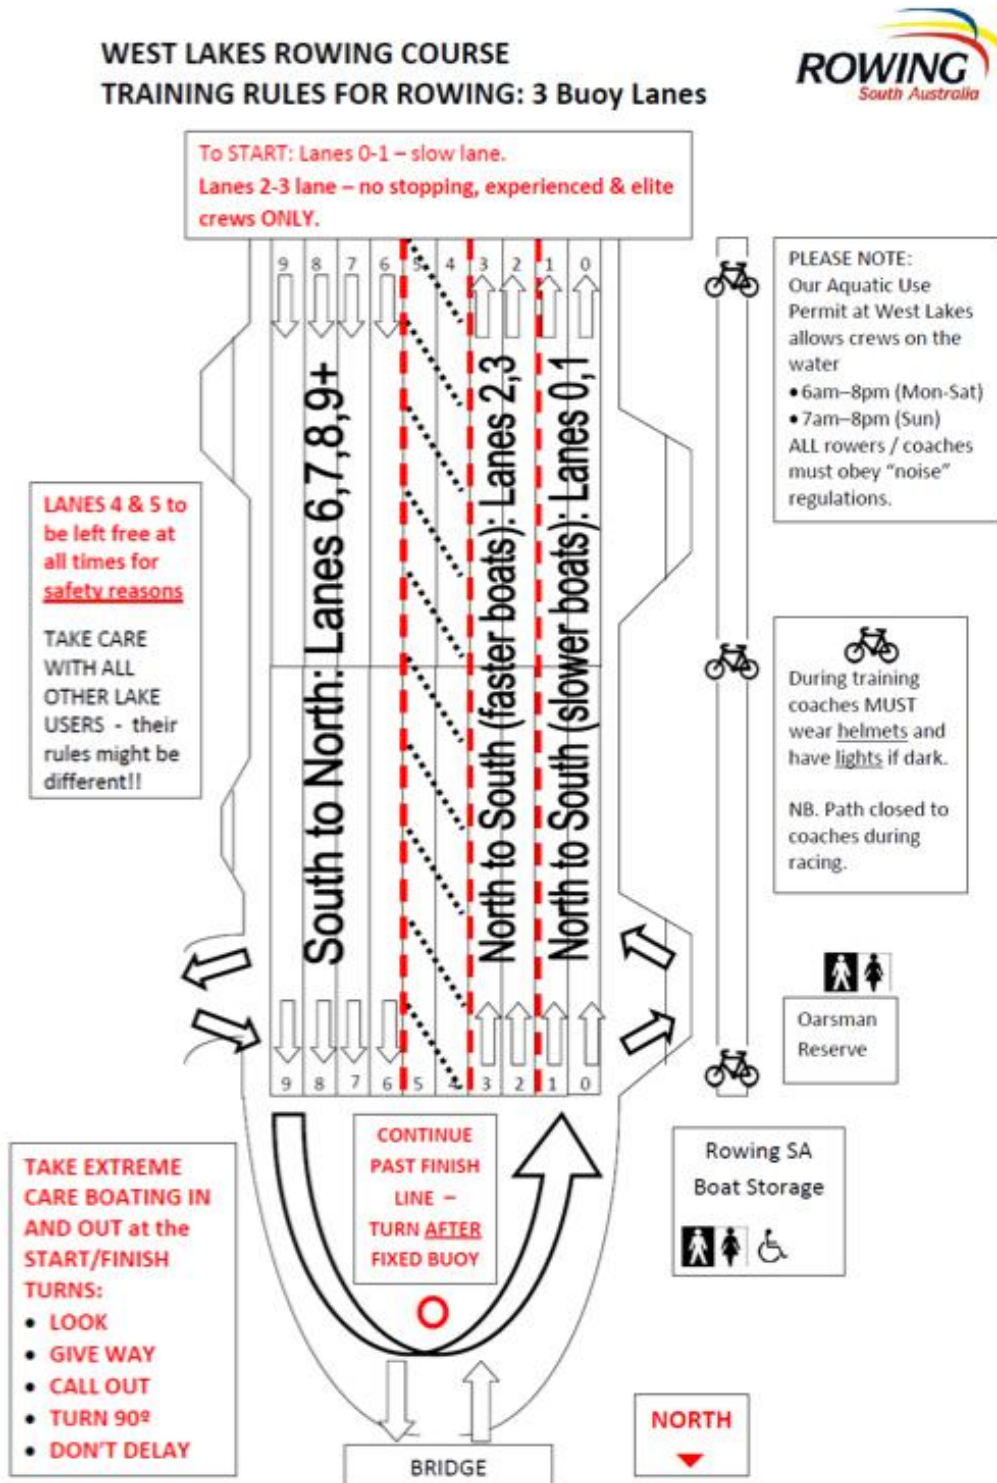 WEST LAKES ROWING COURSE
TRAINING RULES FOR ROWING: 3 Buoy Lanes
ROWING
South Australia
To START: Lanes 0-1 – slow lane.
Lanes 2-3 lane – no stopping, experienced & elite
crews ONLY.
9 8 7 6 5 4 3 2 1 0
South to North: Lanes 6,7,8,9+
North to South (faster boats): Lanes 2,3
North to South (slower boats): Lanes 0,1
PLEASE NOTE:
Our Aquatic Use
Permit at West Lakes
allows crews on the
water
• 6am–8pm (Mon-Sat)
• 7am–8pm (Sun)
ALL rowers / coaches
must obey “noise”
regulations.
LANES 4 & 5 to
be left free at
all times for
safety reasons
TAKE CARE
WITH ALL
OTHER LAKE
USERS - their
rules might be
different!!
During training
coaches MUST
wear helmets and
have lights if dark.
NB. Path closed to
coaches during
racing.
Oarsman
Reserve
9 8 7 6 5 4 3 2 1 0
CONTINUE
PAST FINISH
LINE –
TURN AFTER
FIXED BUOY
Rowing SA
Boat Storage
TAKE EXTREME
CARE BOATING IN
AND OUT at the
START/FINISH
TURNS:
• LOOK
• GIVE WAY
• CALL OUT
• TURN 90º
• DON’T DELAY
NORTH
BRIDGE